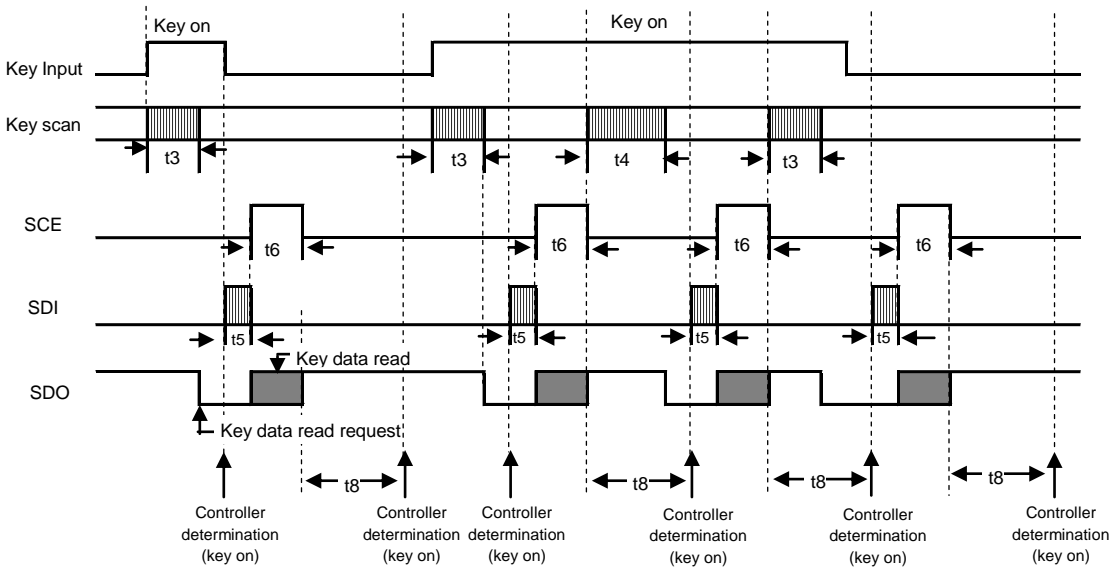 Key on
Key on
Key Input
Key scan
t3
t3
t4
t3
SCE
t6
t6
t6
t6
SDI
t5
t5
t5
t5
Key data read
SDO
Key data read request
t8
t8
t8
t8
Controller
determination
(key on)
Controller
determination
(key on)
Controller
determination
(key on)
Controller
determination
(key on)
Controller
determination
(key on)
Controller
determination
(key on)